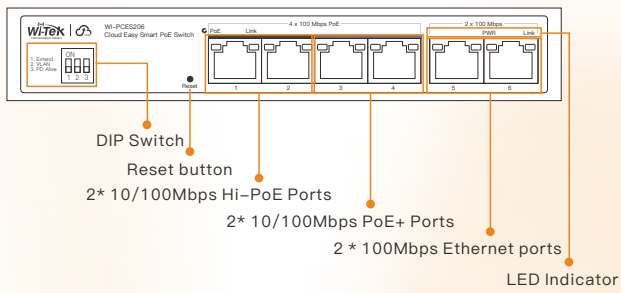 Wi-Tek
WI-PCES206
Cloud Easy Smart PoE Switch
1. Extend
2. VLAN
3. PD Alive
ON
1 2 3
Reset
4 x 100 Mbps PoE
PoE Link
1 2 3 4
2 x 100 Mbps
PWR Link
5 6
DIP Switch
Reset button
2* 10/100Mbps Hi-PoE Ports
2* 10/100Mbps PoE+ Ports
2 * 100Mbps Ethernet ports
LED Indicator